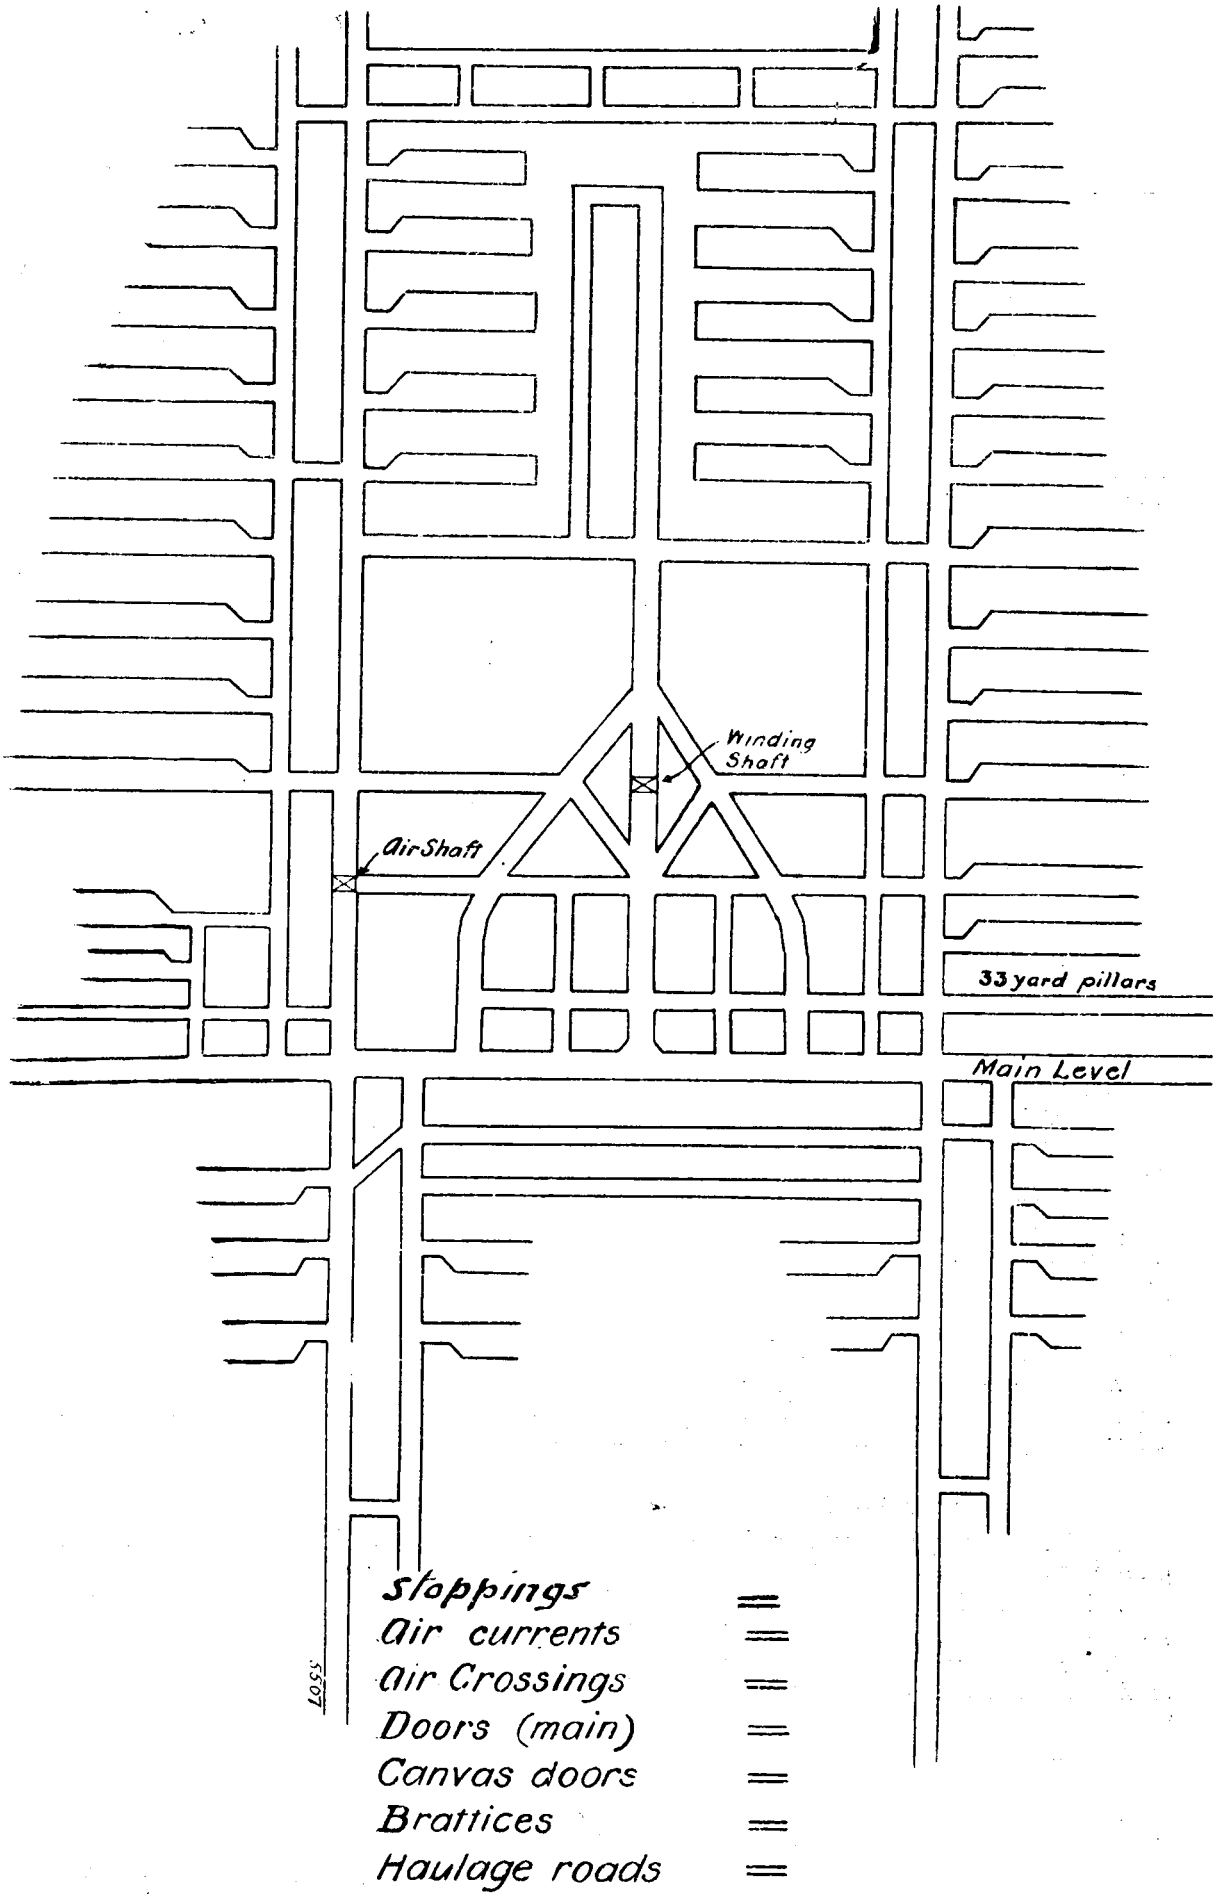 Winding
Shaft
Air Shaft
33 yard pillars
Main Level
Stoppings =
Air currents =
Air Crossings =
Doors (main) =
Canvas doors =
Brattices =
Haulage roads =
5507